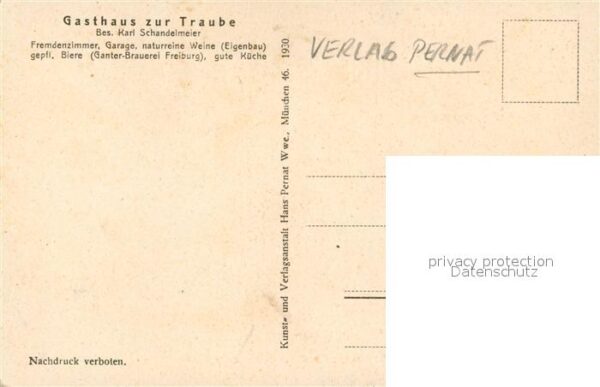 Gasthaus zur Traube
Bes. Karl Schandelmeier
Fremdenzimmer, Garage, naturreine Weine (Eigenbau)
gepfl. Biere (Ganter-Brauerei Freiburg), gute Küche
Nachdruck verboten.
Kunst- und Verlagsanstalt Hans Pernat Wwe., München 46. 1930
VERLAG PERNAT
privacy protection
Datenschutz